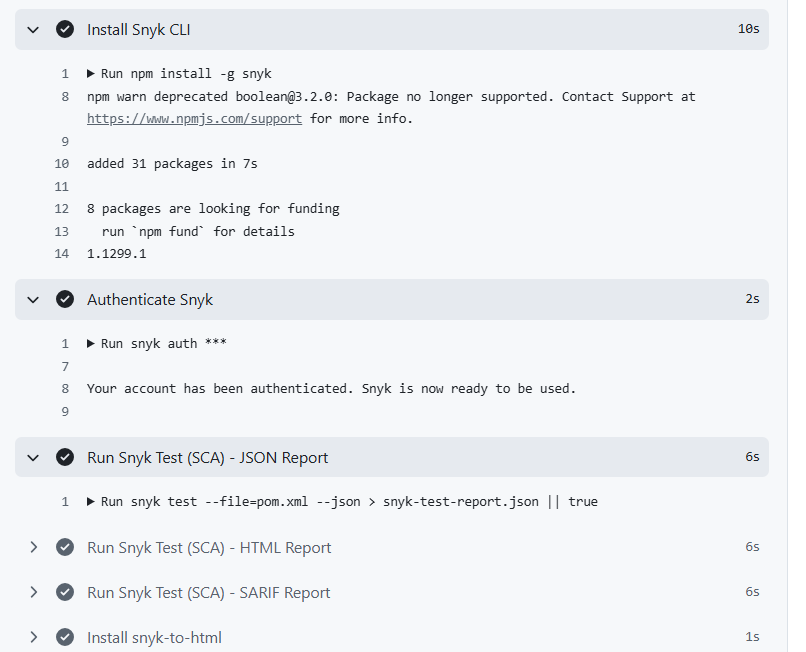 Install Snyk CLI 10s
1 ▶ Run npm install -g snyk
8 npm warn deprecated boolean@3.2.0: Package no longer supported. Contact Support at
https://www.npmjs.com/support for more info.
9
10 added 31 packages in 7s
11
12 8 packages are looking for funding
13 run `npm fund` for details
14 1.1299.1
Authenticate Snyk 2s
1 ▶ Run snyk auth ***
7
8 Your account has been authenticated. Snyk is now ready to be used.
9
Run Snyk Test (SCA) - JSON Report 6s
1 ▶ Run snyk test --file=pom.xml --json > snyk-test-report.json || true
Run Snyk Test (SCA) - HTML Report 6s
Run Snyk Test (SCA) - SARIF Report 6s
Install snyk-to-html 1s